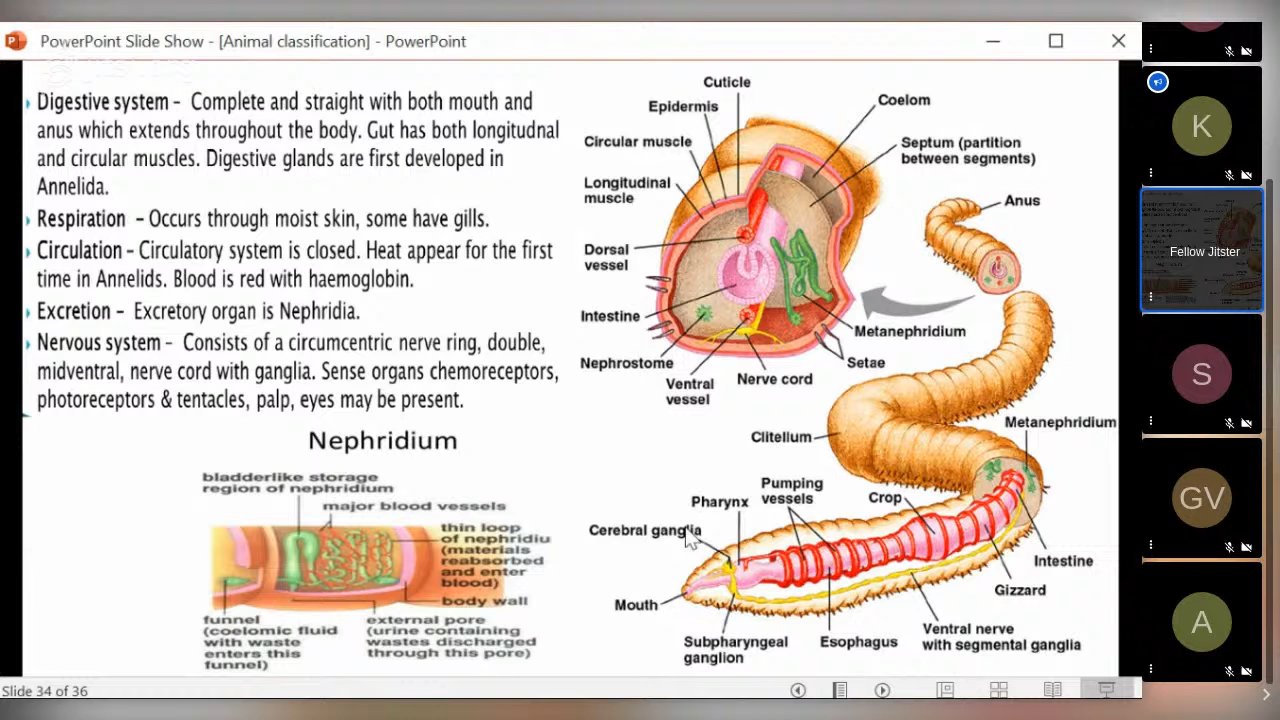 PowerPoint Slide Show - [Animal classification] - PowerPoint
Digestive system - Complete and straight with both mouth and
anus which extends throughout the body. Gut has both longitudnal
and circular muscles. Digestive glands are first developed in
Annelida.
Respiration - Occurs through moist skin, some have gills.
Circulation - Circulatory system is closed. Heat appear for the first
time in Annelids. Blood is red with haemoglobin.
Excretion - Excretory organ is Nephridia.
Nervous system - Consists of a circumcentric nerve ring, double,
midventral, nerve cord with ganglia. Sense organs chemoreceptors,
photoreceptors & tentacles, palp, eyes may be present.
Nephridium
bladderlike storage
region of nephridium
major blood vessels
thin loop
of nephridiu
(materials
reabsorbed
and enter
blood)
body wall
funnel
(coelomic fluid
with waste
enters this
funnel)
external pore
(urine containing
wastes discharged
through this pore)
Cuticle
Epidermis
Circular muscle
Longitudinal
muscle
Dorsal
vessel
Intestine
Nephrostome
Ventral
vessel
Nerve cord
Coelom
Septum (partition
between segments)
Anus
Metanephridium
Setae
Clitellum
Metanephridium
Pumping
vessels
Crop
Pharynx
Cerebral ganglia
Mouth
Subpharyngeal
ganglion
Esophagus
Ventral nerve
with segmental ganglia
Gizzard
Intestine
Slide 34 of 36
K
Fellow Jitster
S
GV
A